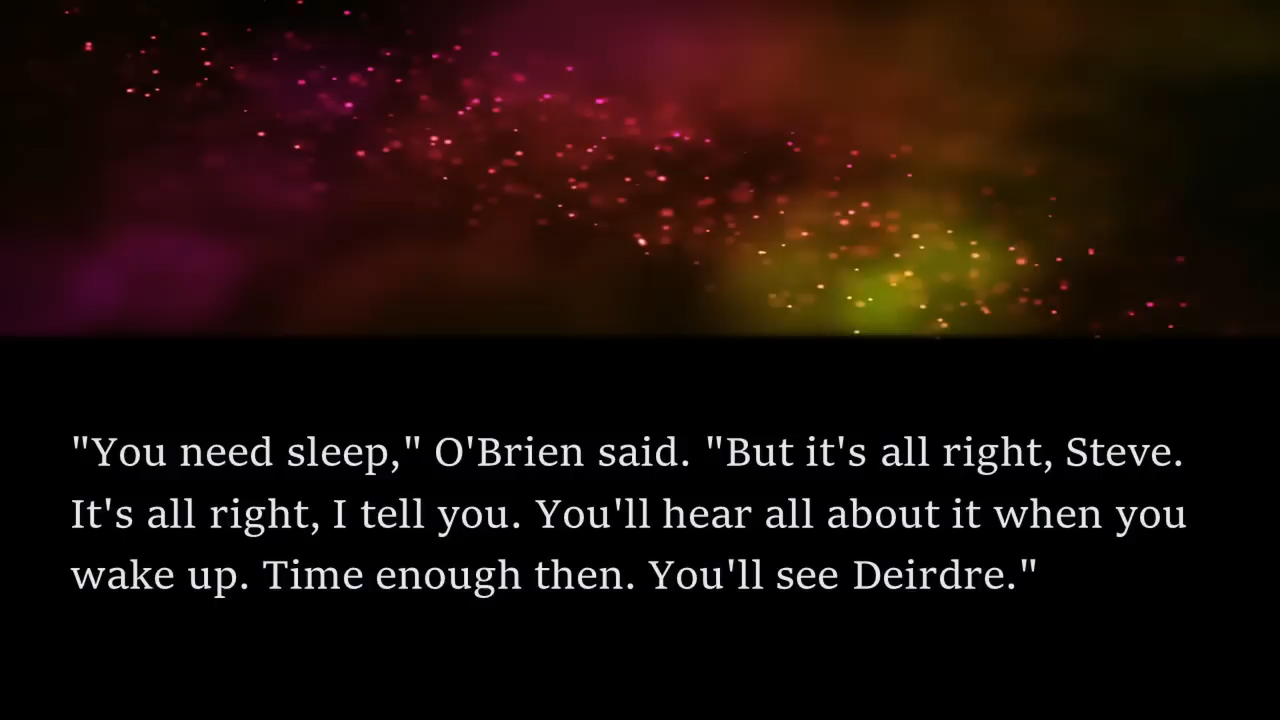 "You need sleep," O'Brien said. "But it's all right, Steve.
It's all right, I tell you. You'll hear all about it when you
wake up. Time enough then. You'll see Deirdre."